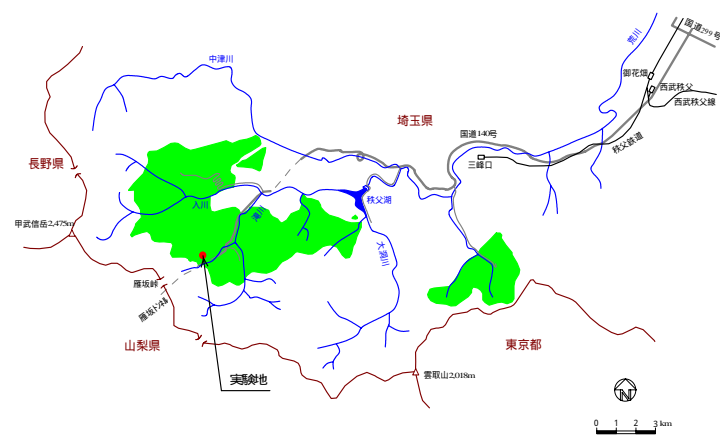 国道299号
荒川
中津川
御花畑
西武秩父
西武秩父線
埼玉県
国道140号
秩父鉄道
長野県
三峰口
入川
滝川
秩父湖
甲武信岳2,475m
大洞川
雁坂峠
雁坂トンネル
山梨県
東京都
実験地
雲取山2,018m
0 1 2 3 km